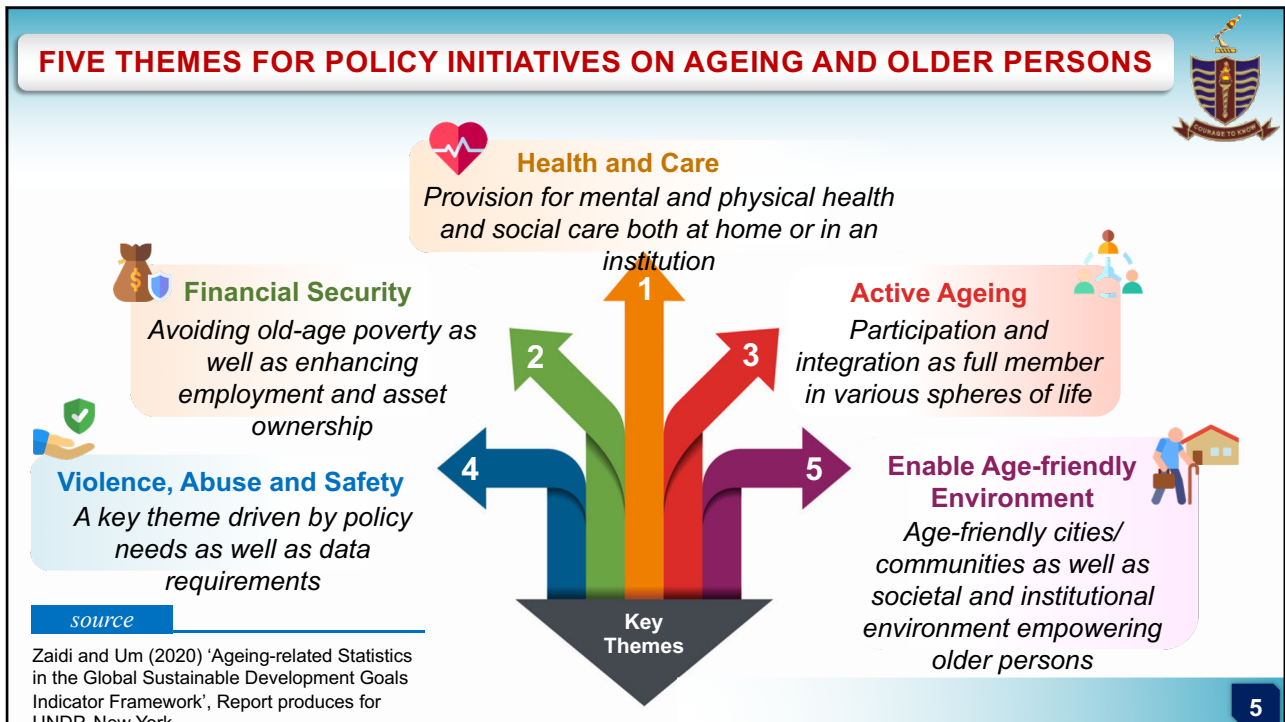 FIVE THEMES FOR POLICY INITIATIVES ON AGEING AND OLDER PERSONS
COURAGE TO KNOW
Health and Care
Provision for mental and physical health
and social care both at home or in an
institution
1
Financial Security
Avoiding old-age poverty as
well as enhancing
employment and asset
ownership
2
Active Ageing
Participation and
integration as full member
in various spheres of life
3
Violence, Abuse and Safety
A key theme driven by policy
needs as well as data
requirements
4
Enable Age-friendly
Environment
Age-friendly cities/
communities as well as
societal and institutional
environment empowering
older persons
5
Key
Themes
source
Zaidi and Um (2020) ‘Ageing-related Statistics
in the Global Sustainable Development Goals
Indicator Framework’, Report produces for
UNDP, New York
5